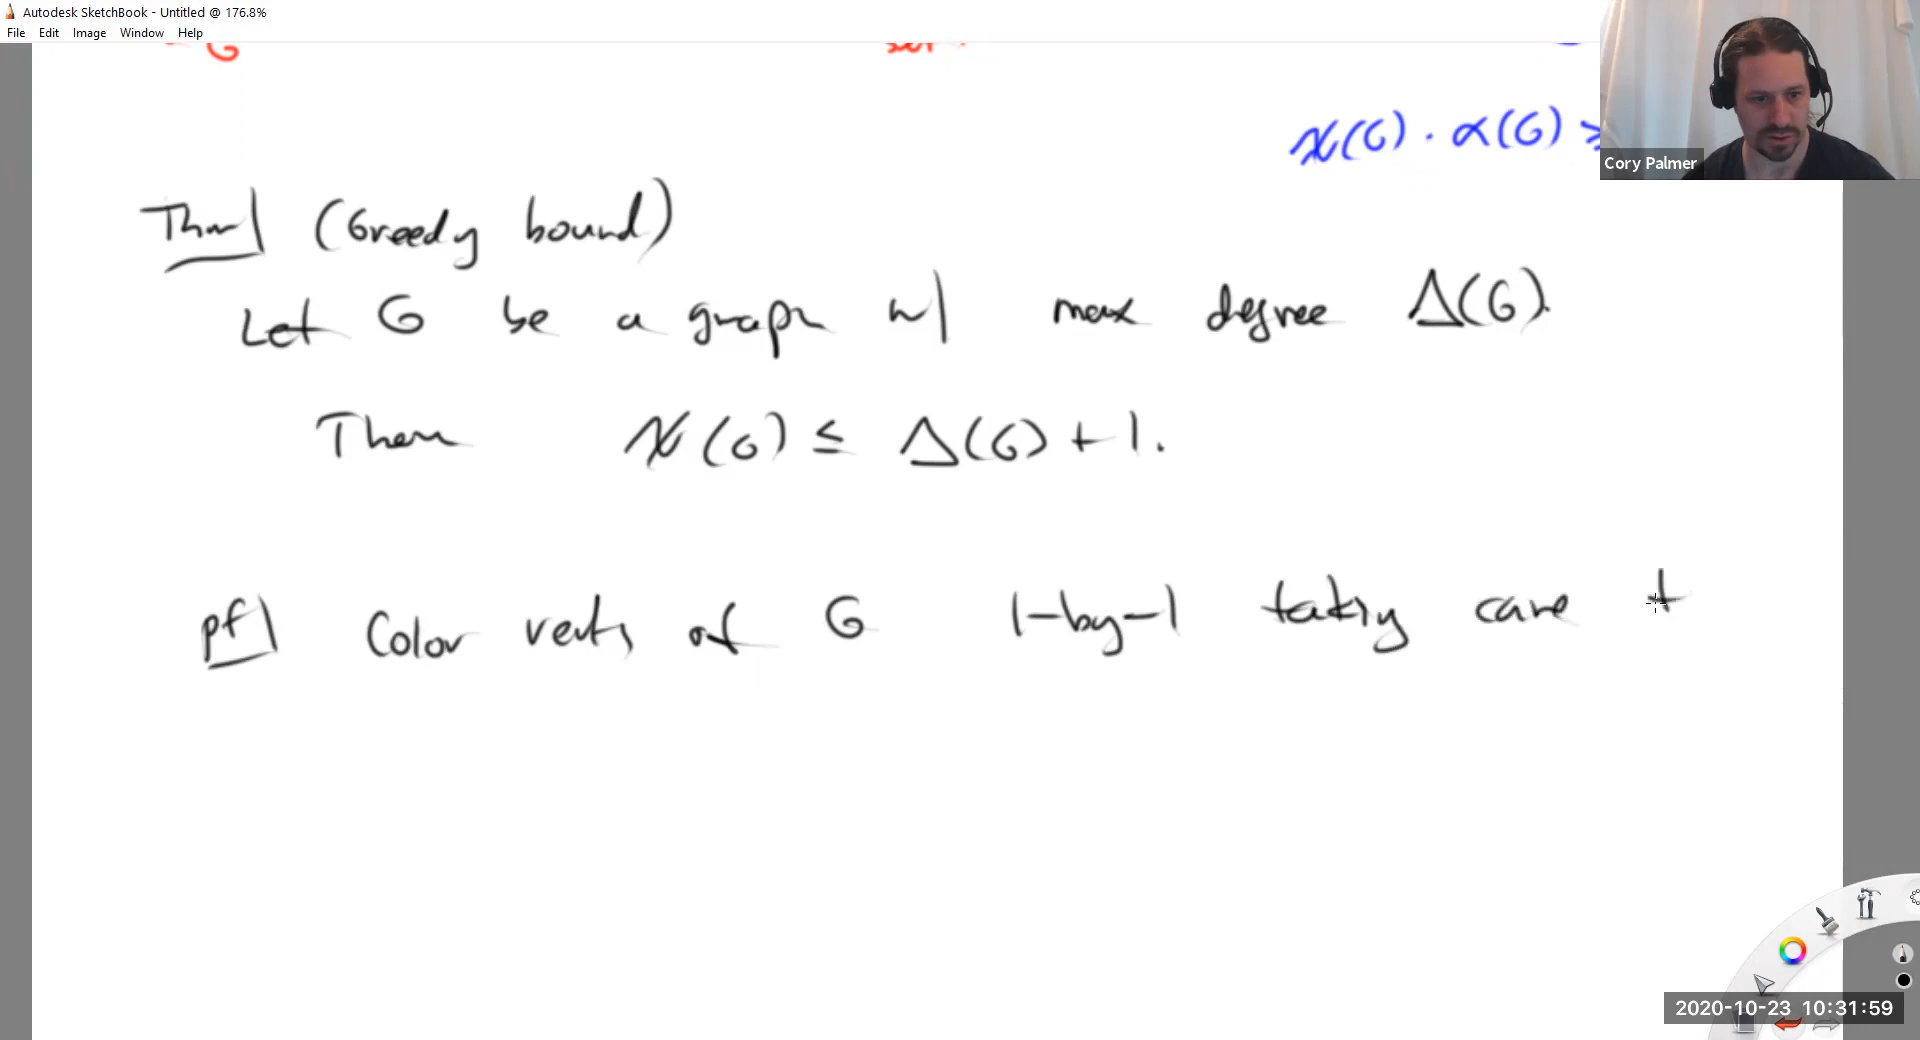 Autodesk SketchBook - Untitled @ 176.8%
File Edit Image Window Help
G
χ(G) · α(G) ≥
Cory Palmer
Thm (Greedy bound)
Let G be a graph w/ max degree Δ(G).
Then χ(G) ≤ Δ(G) + 1.
pf Color verts of G 1-by-1 taking care t
2020-10-23 10:31:59